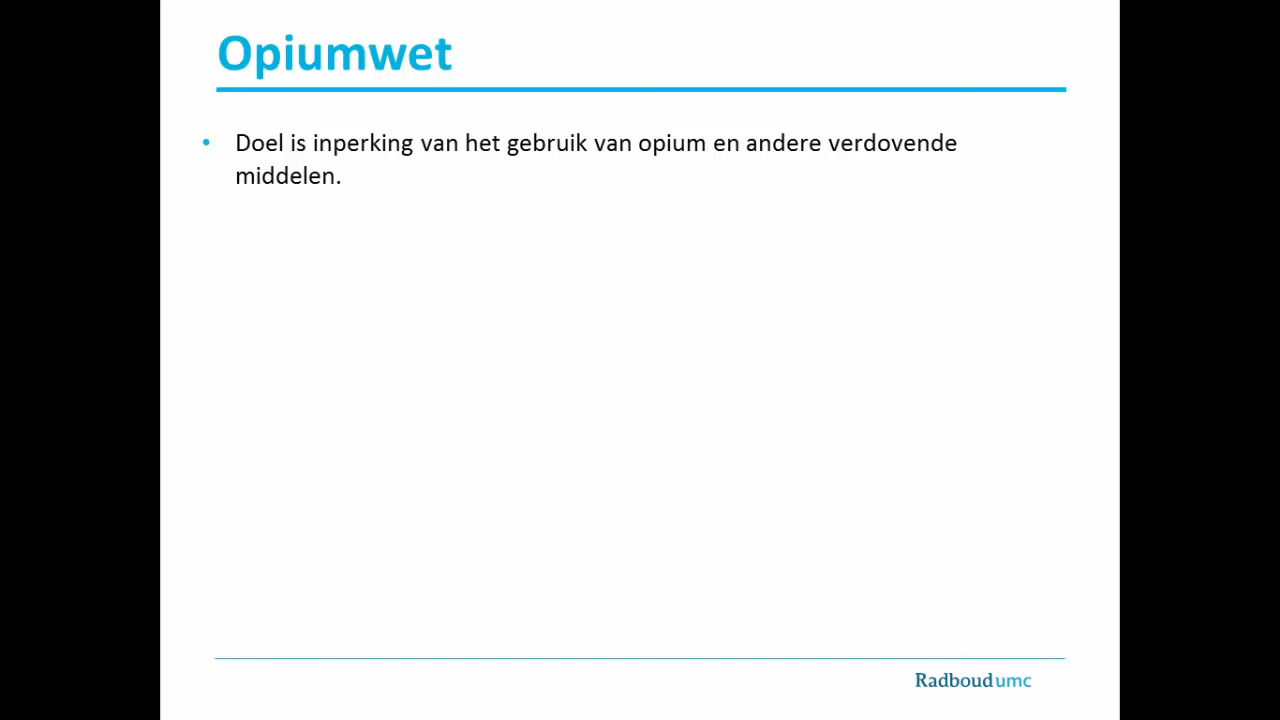 Opiumwet
• Doel is inperking van het gebruik van opium en andere verdovende
middelen.
Radboudumc